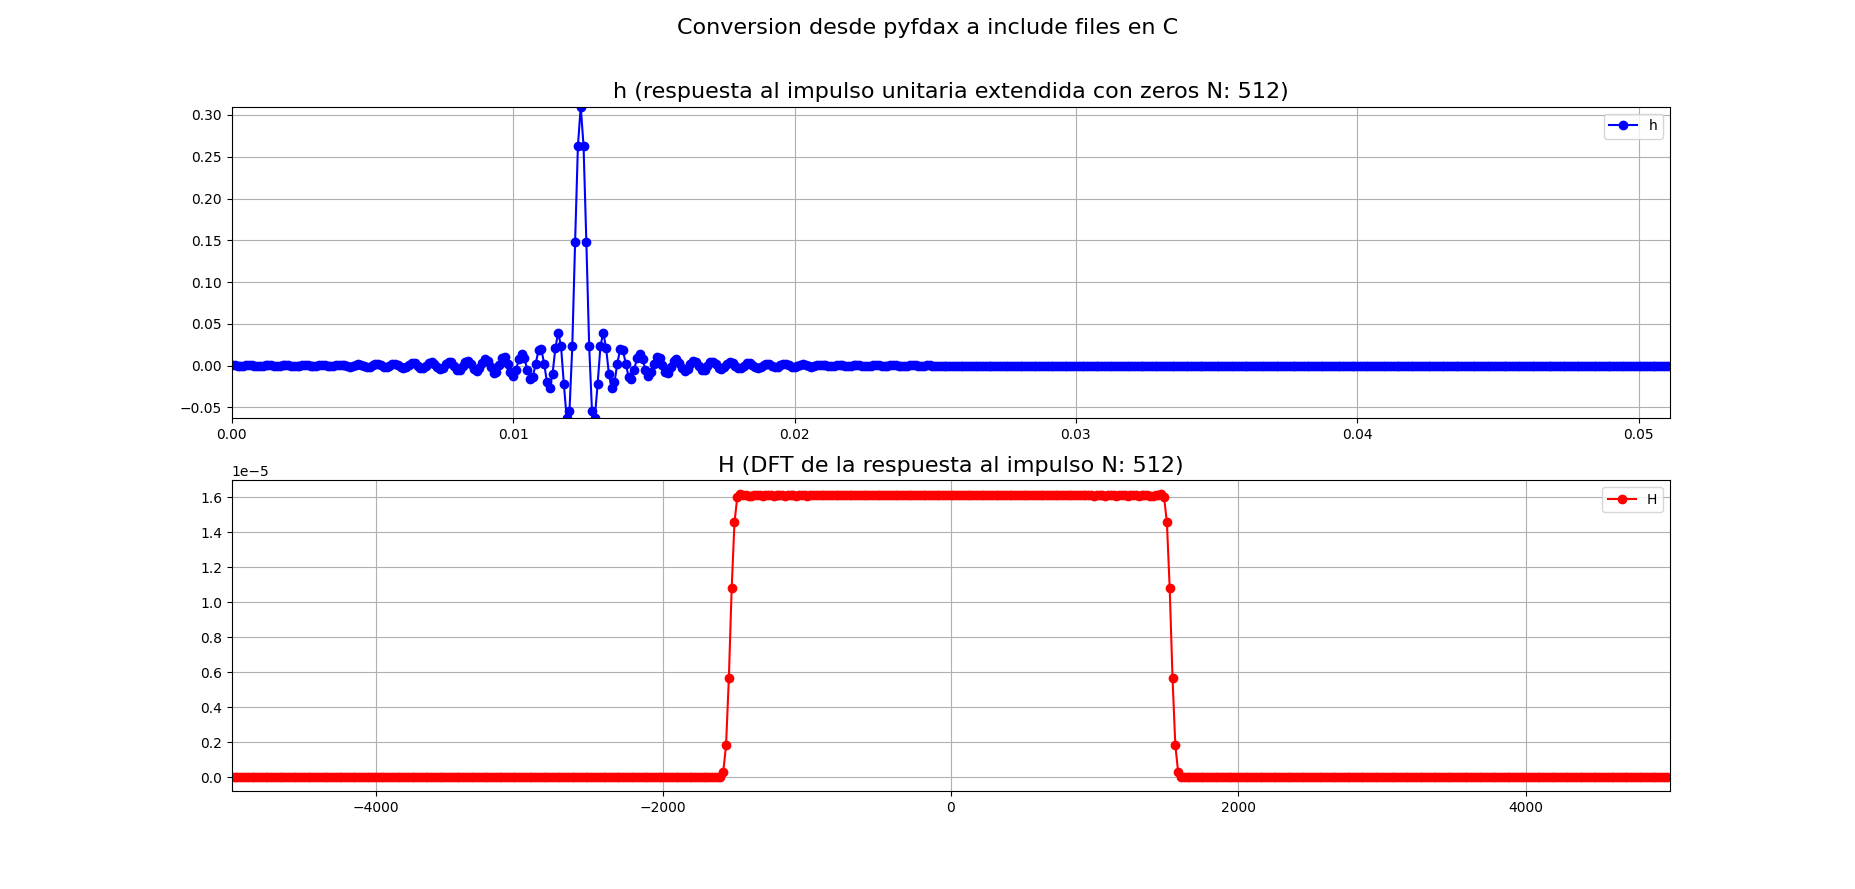 Conversion desde pyfdax a include files en C
h (respuesta al impulso unitaria extendida con zeros N: 512)
0.30
0.25
0.20
0.15
0.10
0.05
0.00
−0.05
h
0.00 0.01 0.02 0.03 0.04 0.05
H (DFT de la respuesta al impulso N: 512)
1e−5
1.6
1.4
1.2
1.0
0.8
0.6
0.4
0.2
0.0
H
−4000 −2000 0 2000 4000